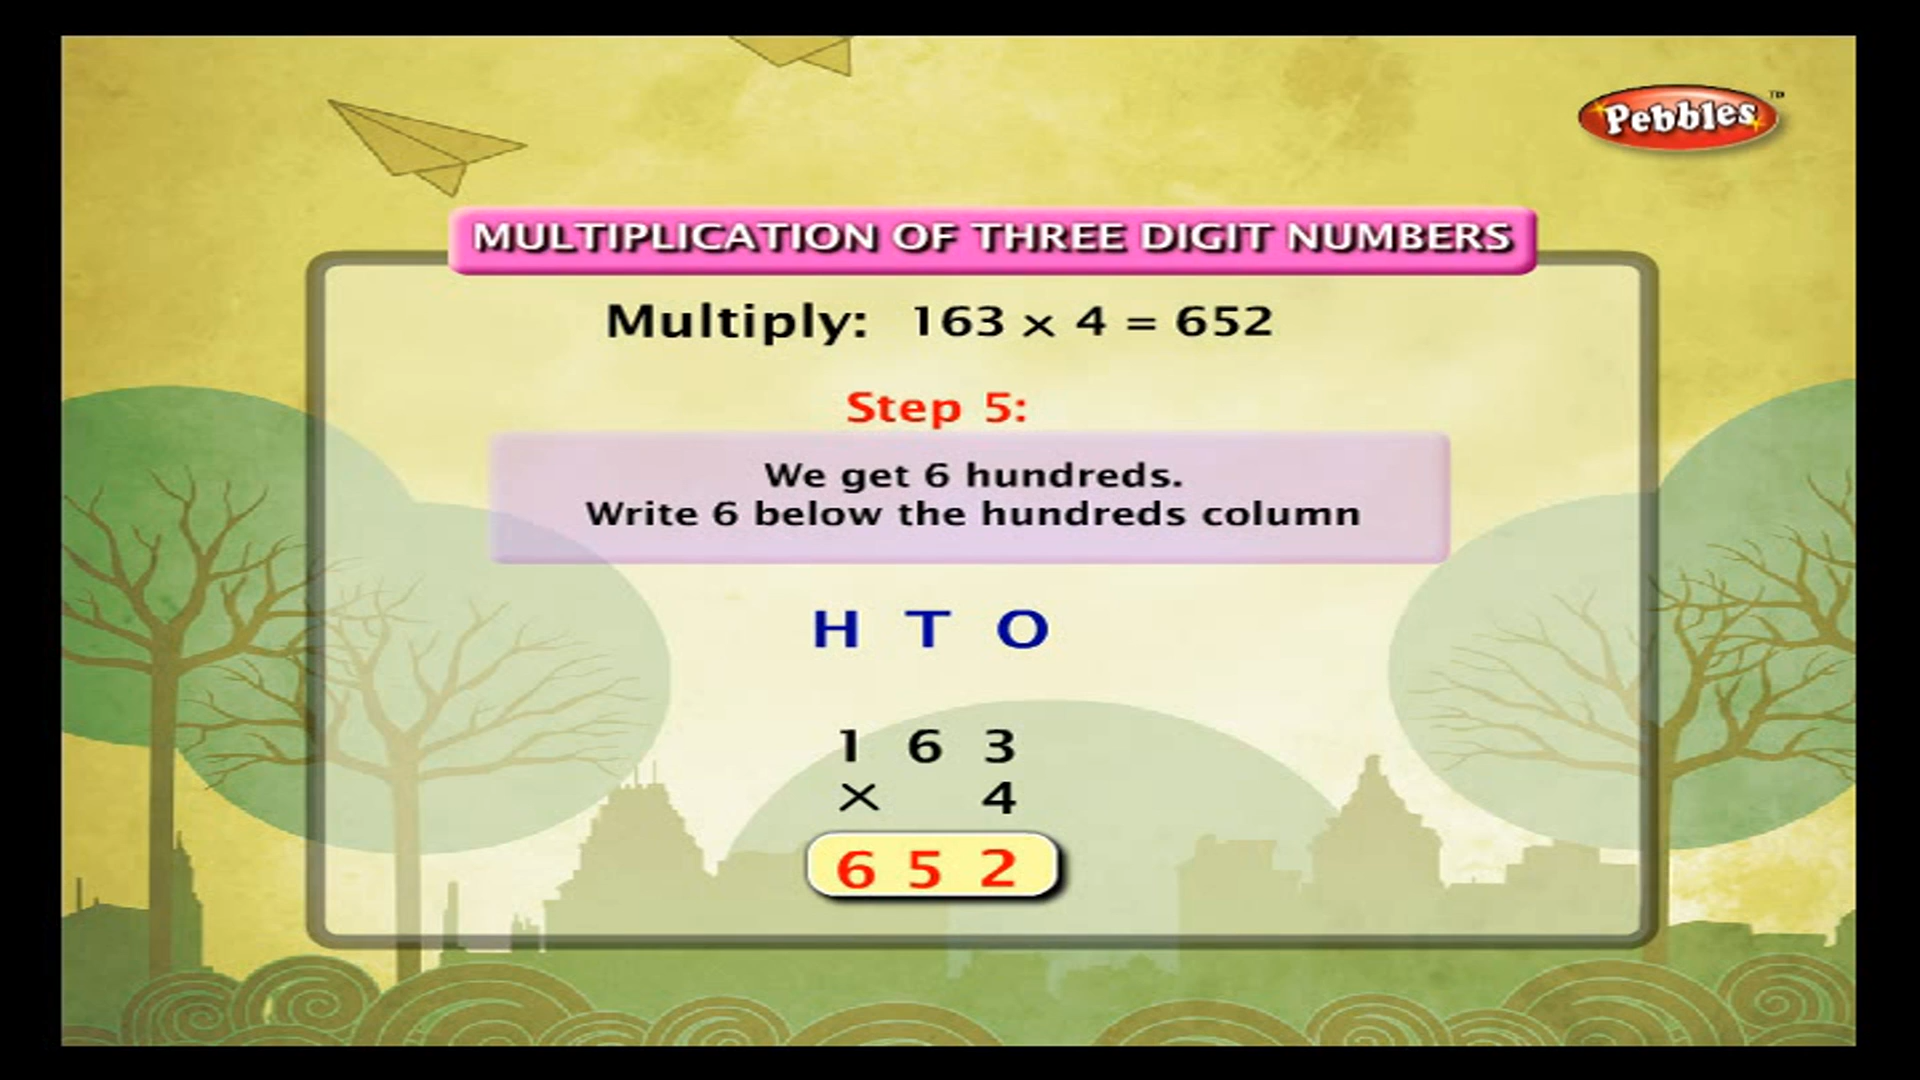 Pebbles TM
MULTIPLICATION OF THREE DIGIT NUMBERS
Multiply: 163 × 4 = 652
Step 5:
We get 6 hundreds.
Write 6 below the hundreds column
H T O
1 6 3
× 4
6 5 2